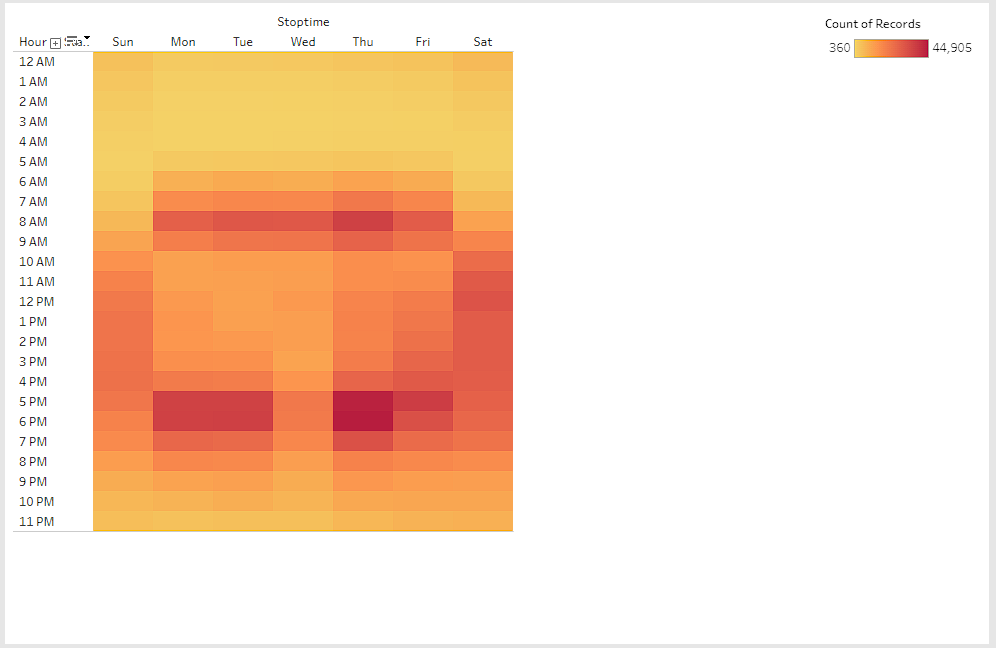 Stoptime
Hour Sun Mon Tue Wed Thu Fri Sat
12 AM
1 AM
2 AM
3 AM
4 AM
5 AM
6 AM
7 AM
8 AM
9 AM
10 AM
11 AM
12 PM
1 PM
2 PM
3 PM
4 PM
5 PM
6 PM
7 PM
8 PM
9 PM
10 PM
11 PM
Count of Records
360 44,905